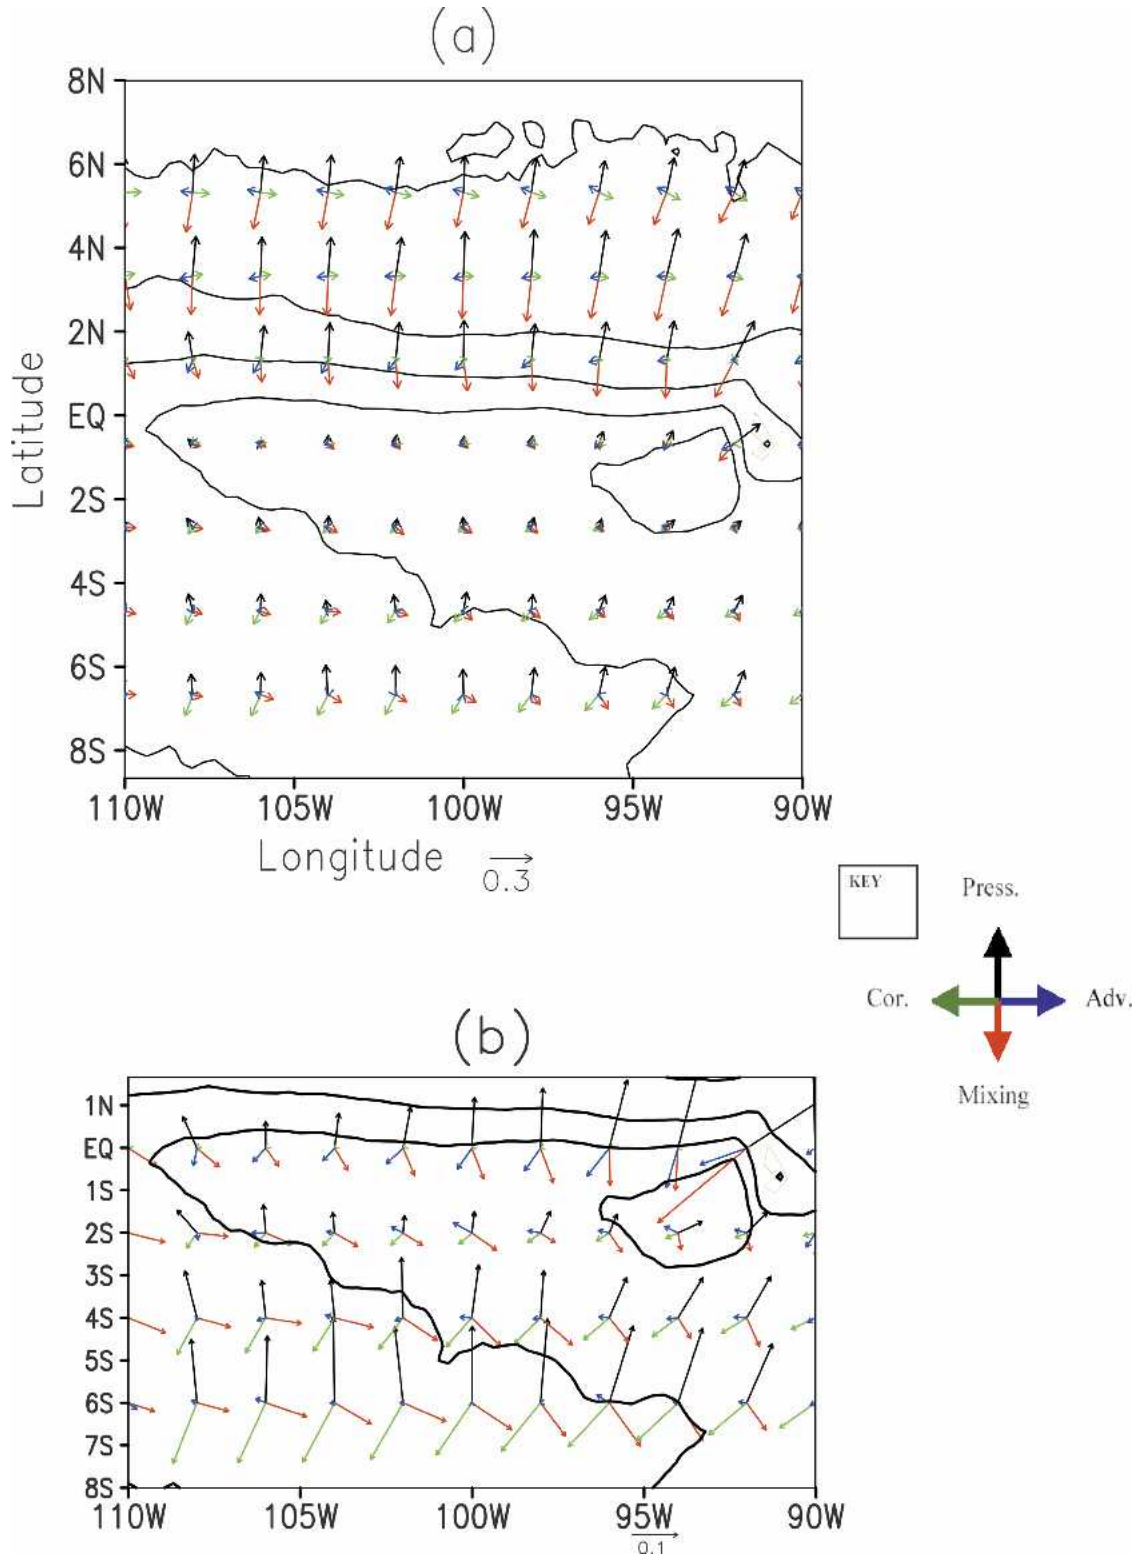 (a)
8N
6N
4N
2N
EQ
2S
4S
6S
8S
Latitude
110W 105W 100W 95W 90W
Longitude
0.3
KEY
Press.
Cor.
Adv.
Mixing
(b)
1N
EQ
1S
2S
3S
4S
5S
6S
7S
8S
110W 105W 100W 95W 90W
0.1